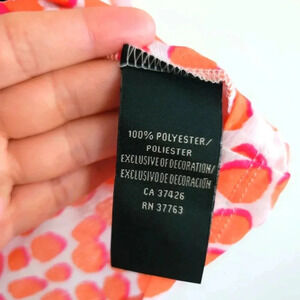 100% POLYESTER/
POLIESTER
EXCLUSIVE OF DECORATION/
EXCLUSIVO DE DECORACIÓN
CA 37426
RN 37763